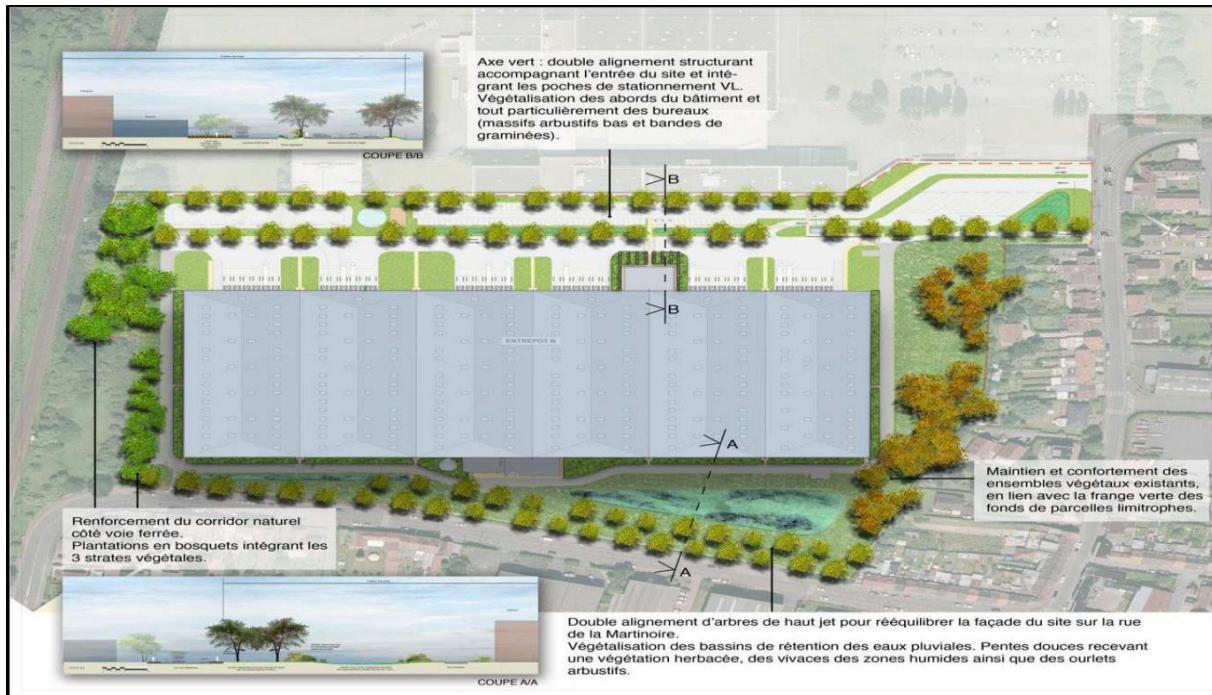 Axe vert : double alignement structurant
accompagnant l'entrée du site et inté-
grant les poches de stationnement VL.
Végétalisation des abords du bâtiment et
tout particulièrement des bureaux
(massifs arbustifs bas et bandes de
graminées).
COUPE B/B
B
VL
PL
PL
B
ENTREPOT B
A
Maintien et confortement des
ensembles végétaux existants,
en lien avec la frange verte des
fonds de parcelles limitrophes.
Renforcement du corridor naturel
côté voie ferrée.
Plantations en bosquets intégrant les
3 strates végétales.
A
COUPE A/A
Double alignement d'arbres de haut jet pour rééquilibrer la façade du site sur la rue
de la Martinoire.
Végétalisation des bassins de rétention des eaux pluviales. Pentes douces recevant
une végétation herbacée, des vivaces des zones humides ainsi que des ourlets
arbustifs.